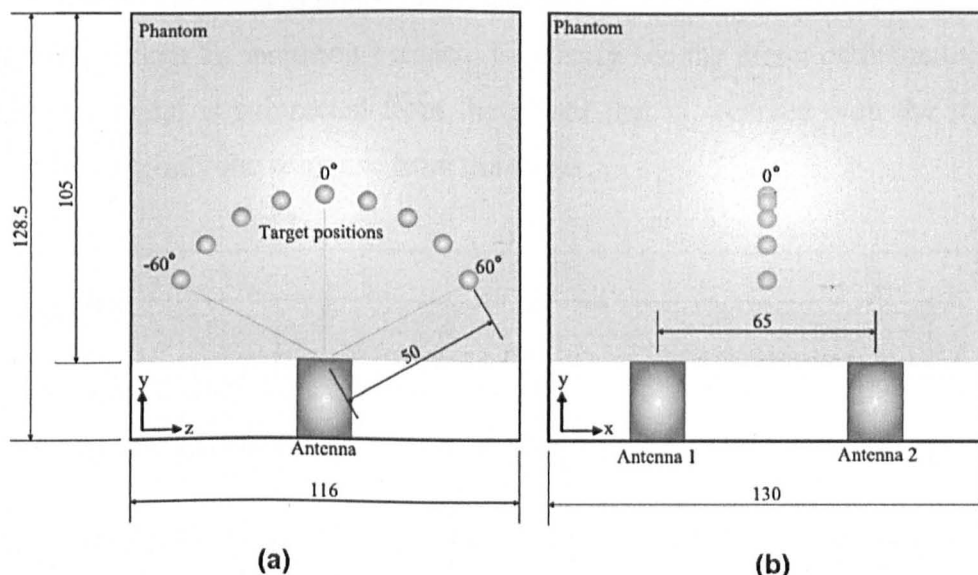 Phantom
0°
Target positions
-60°
60°
50
105
128.5
y
z
Antenna
116
(a)
Phantom
0°
65
y
x
Antenna 1
Antenna 2
130
(b)